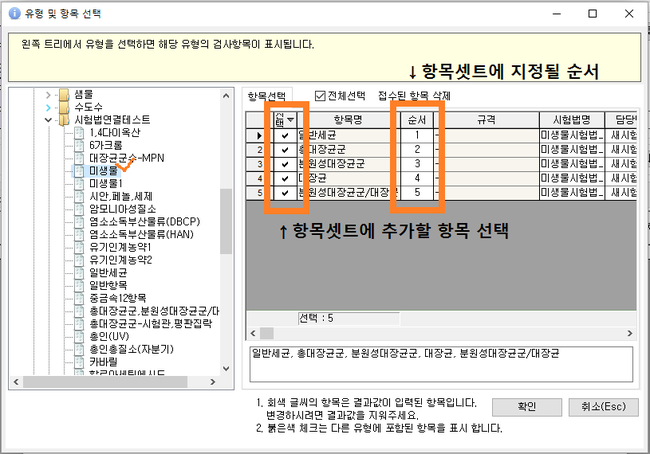 유형 및 항목 선택
왼쪽 트리에서 유형을 선택하면 해당 유형의 검사항목이 표시됩니다.
↓항목셋트에 지정될 순서
샘물
수도수
시험법연결테스트
1,4다이옥산
6가크롬
대장균군수-MPN
미생물
미생물1
시안,페놀,세제
암모니아성질소
염소소독부산물류(DBCP)
염소소독부산물류(HAN)
유기인계농약1
유기인계농약2
일반세균
일반항목
중금속12항목
총대장균군,분원성대장균군/대
총대장균군-시험관,평판집락
총인(UV)
총인총질소(자분기)
카바릴
할로아세틱에시드
항목선택 전체선택 접수된 항목 삭제
선택 항목명 순서 규격 시험법명 담당
일반세균 1 - 미생물시험법-.. 새시험
2 총대장균군 2 - 미생물시험법-.. 새시험
3 분원성대장균군 3 - 미생물시험법-.. 새시험
4 대장균 4 - 미생물시험법-.. 새시험
5 분원성대장균군/대장균 5 - 미생물시험법-.. 새시험
↑항목셋트에 추가할 항목 선택
선택 : 5
일반세균, 총대장균군, 분원성대장균군, 대장균, 분원성대장균군/대장균
1. 회색 글씨의 항목은 결과값이 입력된 항목입니다.
변경하시려면 결과값을 지워주세요.
2. 붉은색 체크는 다른 유형에 포함된 항목을 표시 합니다.
확인 취소(Esc)